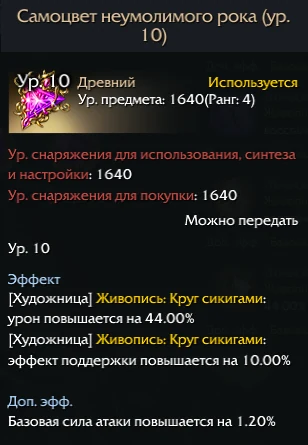 Самоцвет неумолимого рока (ур.
10)
Ур. 10
Древний
Используется
Ур. предмета: 1640(Ранг: 4)
Ур. снаряжения для использования, синтеза
и настройки: 1640
Ур. снаряжения для покупки: 1640
Можно передать
Ур. 10
Эффект
[Художница] Живопись: Круг сикигами:
урон повышается на 44.00%
[Художница] Живопись: Круг сикигами:
эффект поддержки повышается на 10.00%
Доп. эфф.
Базовая сила атаки повышается на 1.20%